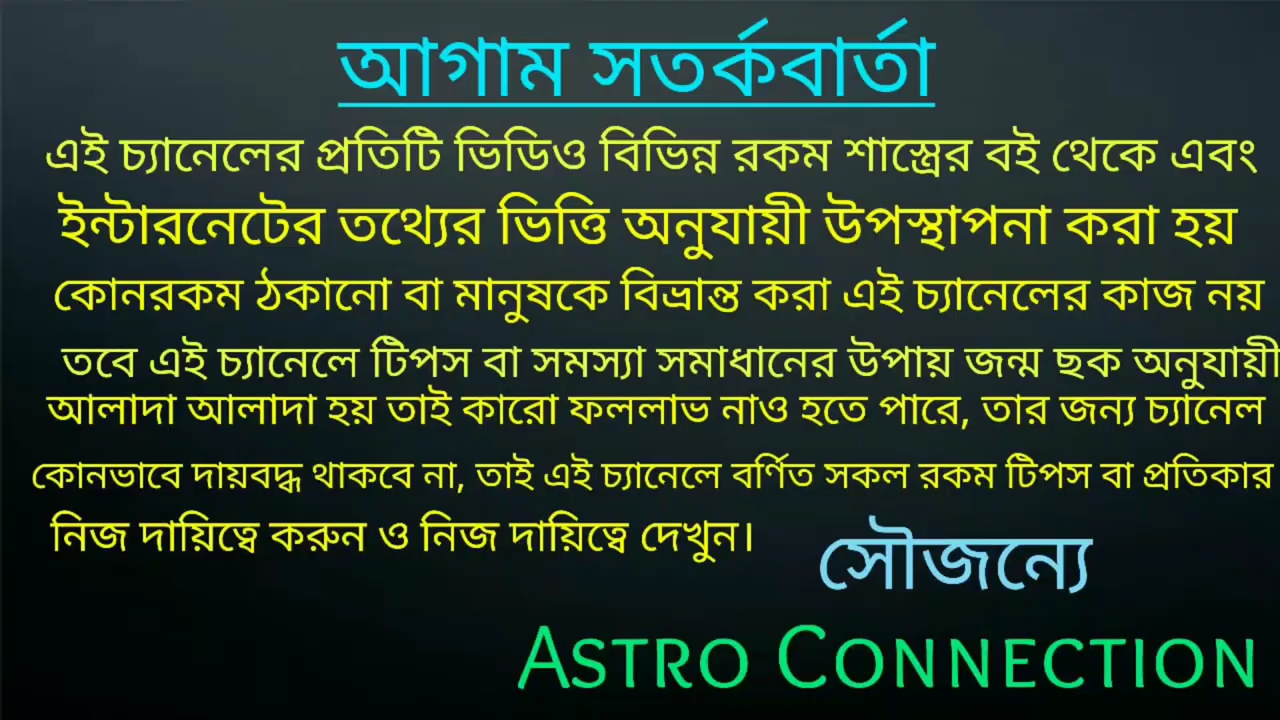 আগাম সতর্কবার্তা
এই চ্যানেলের প্রতিটি ভিডিও বিভিন্ন রকম শাস্ত্রের বই থেকে এবং
ইন্টারনেটের তথ্যের ভিত্তি অনুযায়ী উপস্থাপনা করা হয়
কোনরকম ঠকানো বা মানুষকে বিভ্রান্ত করা এই চ্যানেলের কাজ নয়
তবে এই চ্যানেলে টিপস বা সমস্যা সমাধানের উপায় জন্ম ছক অনুযায়ী
আলাদা আলাদা হয় তাই কারো ফললাভ নাও হতে পারে, তার জন্য চ্যানেল
কোনভাবে দায়বদ্ধ থাকবে না, তাই এই চ্যানেলে বর্ণিত সকল রকম টিপস বা প্রতিকার
নিজ দায়িত্বে করুন ও নিজ দায়িত্বে দেখুন।
সৌজন্যে
ASTRO CONNECTION